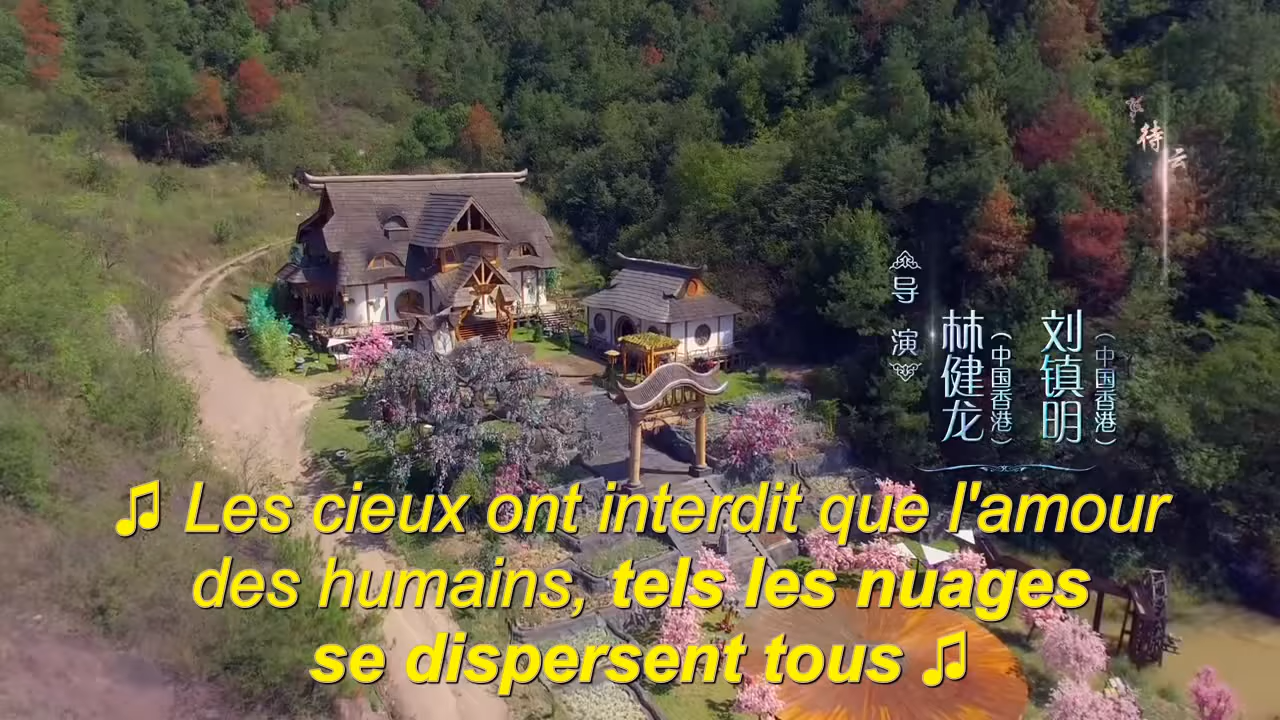 待
云
导演
刘镇明
（中国香港）
林健龙
（中国香港）
♫ Les cieux ont interdit que l'amour
des humains, tels les nuages
se dispersent tous ♫